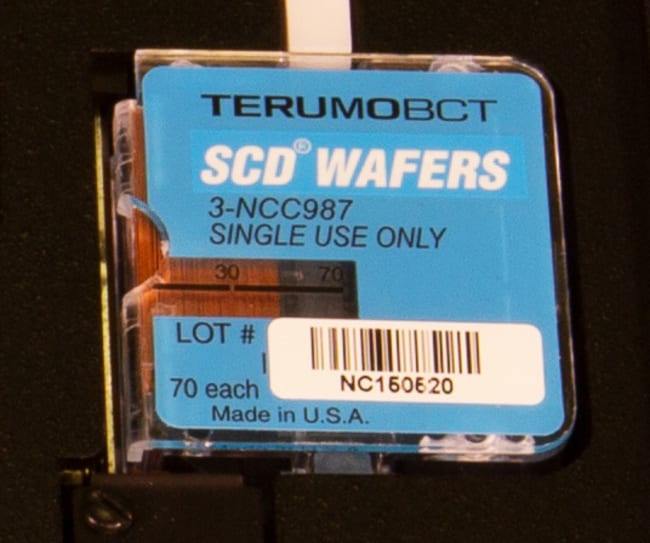 TERUMOBCT
SCD® WAFERS
3-NCC987
SINGLE USE ONLY
30 70
LOT #
NC150520
70 each
Made in U.S.A.